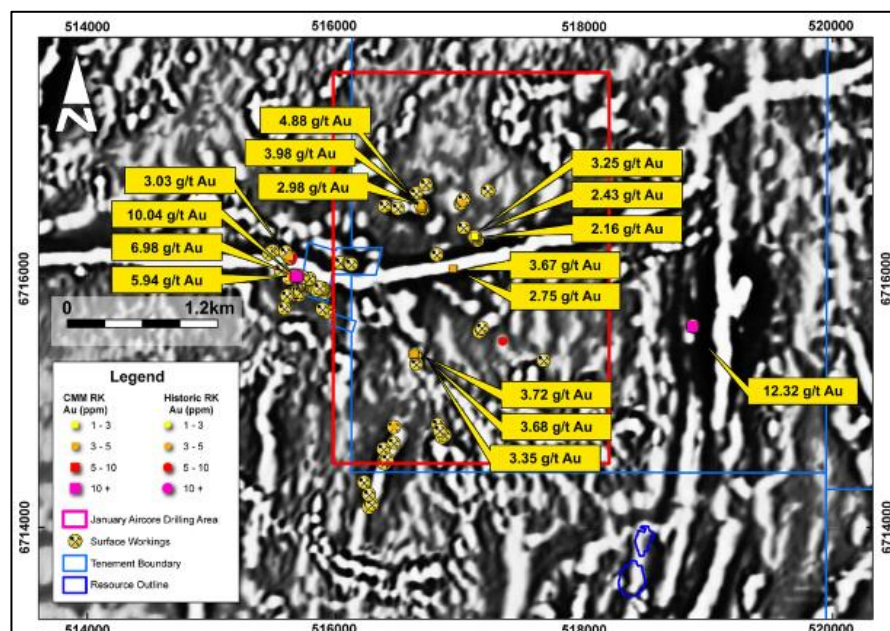 514000
516000
518000
520000
4.88 g/t Au
3.98 g/t Au
2.98 g/t Au
3.03 g/t Au
10.04 g/t Au
6.98 g/t Au
5.94 g/t Au
3.25 g/t Au
2.43 g/t Au
2.16 g/t Au
3.67 g/t Au
2.75 g/t Au
3.72 g/t Au
3.68 g/t Au
3.35 g/t Au
12.32 g/t Au
N
6716000
6716000
0 1.2km
Legend
CMM RK Historic RK
Au (ppm) Au (ppm)
1 - 3 1 - 3
3 - 5 3 - 5
5 - 10 5 - 10
10 + 10 +
January Aircore Drilling Area
Surface Workings
Tenement Boundary
Resource Outline
6714000
6714000
514000
516000
518000
520000